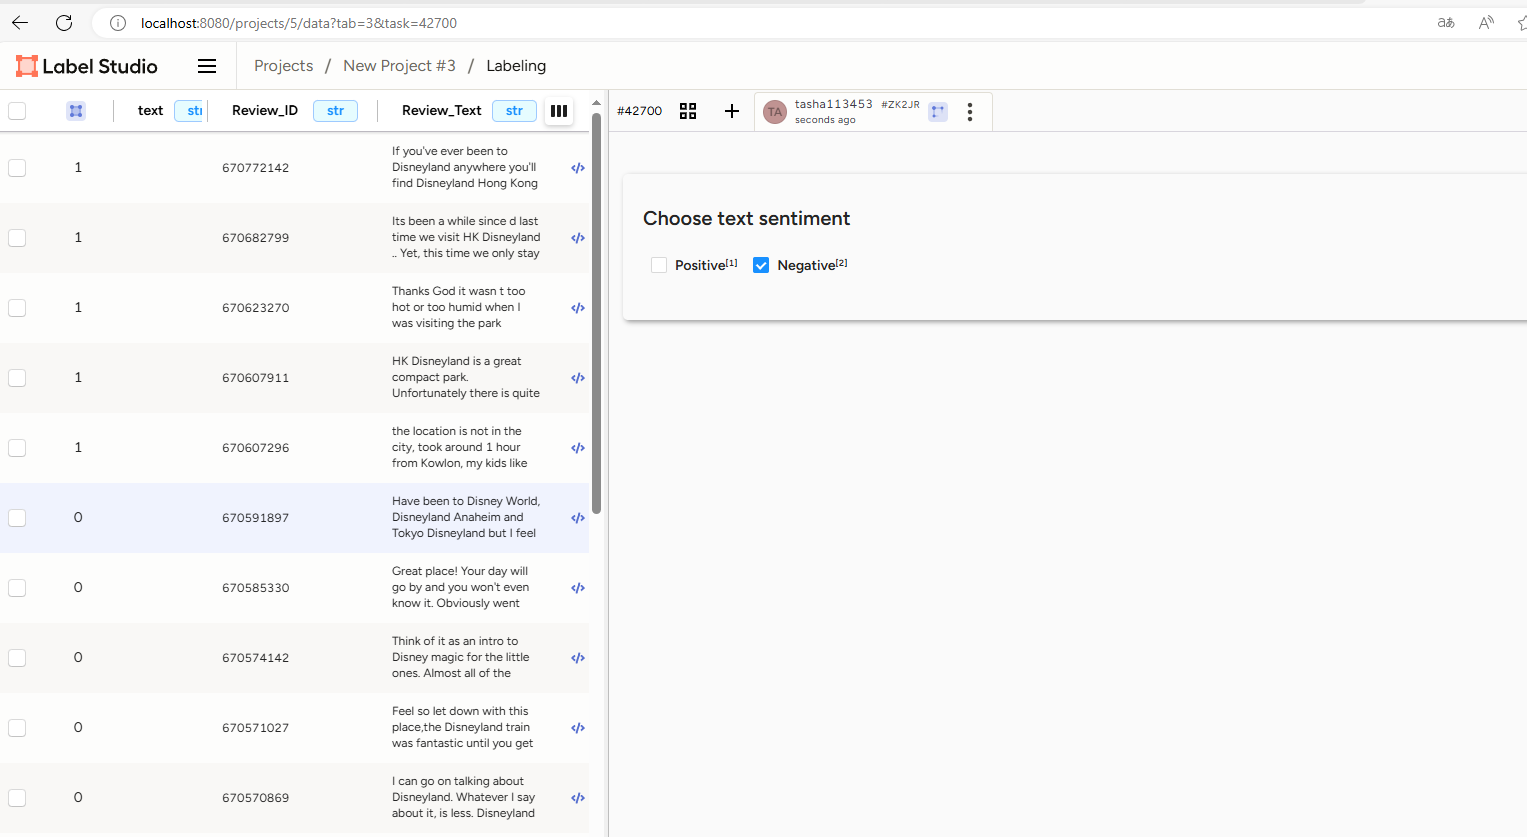 localhost:8080/projects/5/data?tab=3&task=42700
aあ
A
Label Studio
Projects / New Project #3 / Labeling
text str Review_ID str Review_Text str
#42700
TA
tasha113453 #ZK2JR
seconds ago
1 670772142 If you've ever been to
Disneyland anywhere you'll
find Disneyland Hong Kong
</>
1 670682799 Its been a while since d last
time we visit HK Disneyland
.. Yet, this time we only stay
</>
1 670623270 Thanks God it wasn t too
hot or too humid when I
was visiting the park
</>
1 670607911 HK Disneyland is a great
compact park.
Unfortunately there is quite
</>
1 670607296 the location is not in the
city, took around 1 hour
from Kowlon, my kids like
</>
0 670591897 Have been to Disney World,
Disneyland Anaheim and
Tokyo Disneyland but I feel
</>
0 670585330 Great place! Your day will
go by and you won't even
know it. Obviously went
</>
0 670574142 Think of it as an intro to
Disney magic for the little
ones. Almost all of the
</>
0 670571027 Feel so let down with this
place,the Disneyland train
was fantastic until you get
</>
0 670570869 I can go on talking about
Disneyland. Whatever I say
about it, is less. Disneyland
</>
Choose text sentiment
Positive[1] Negative[2]